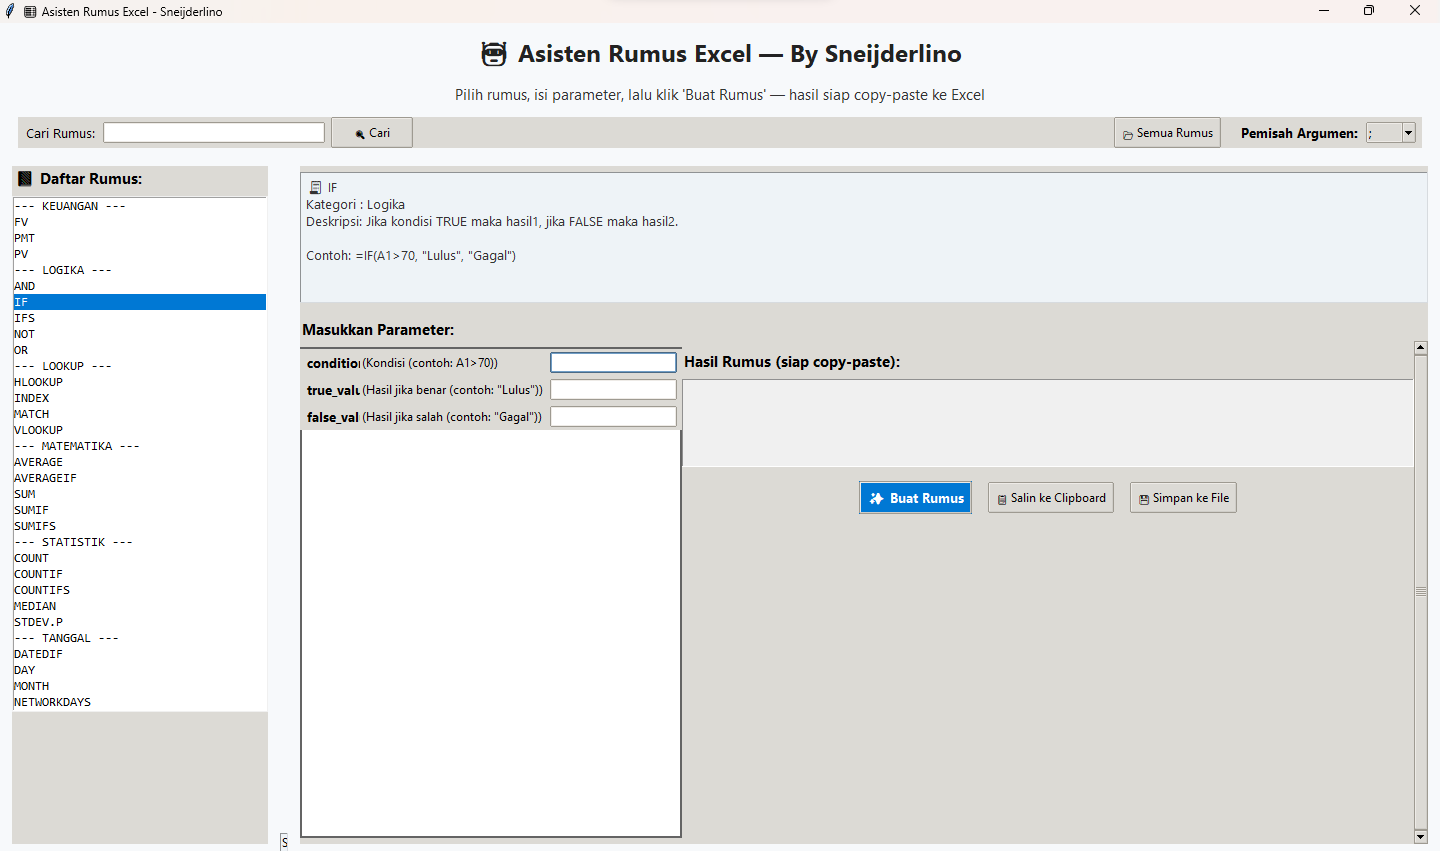 Asisten Rumus Excel - Sneijderlino
Asisten Rumus Excel — By Sneijderlino
Pilih rumus, isi parameter, lalu klik 'Buat Rumus' — hasil siap copy-paste ke Excel
Cari Rumus:
Cari
Semua Rumus
Pemisah Argumen:
;
Daftar Rumus:
--- KEUANGAN ---
FV
PMT
PV
--- LOGIKA ---
AND
IF
IFS
NOT
OR
--- LOOKUP ---
HLOOKUP
INDEX
MATCH
VLOOKUP
--- MATEMATIKA ---
AVERAGE
AVERAGEIF
SUM
SUMIF
SUMIFS
--- STATISTIK ---
COUNT
COUNTIF
COUNTIFS
MEDIAN
STDEV.P
--- TANGGAL ---
DATEDIF
DAY
MONTH
NETWORKDAYS
S
IF
Kategori : Logika
Deskripsi: Jika kondisi TRUE maka hasil1, jika FALSE maka hasil2.
Contoh: =IF(A1>70, "Lulus", "Gagal")
Masukkan Parameter:
condition (Kondisi (contoh: A1>70))
true_valu (Hasil jika benar (contoh: "Lulus"))
false_val (Hasil jika salah (contoh: "Gagal"))
Hasil Rumus (siap copy-paste):
Buat Rumus
Salin ke Clipboard
Simpan ke File